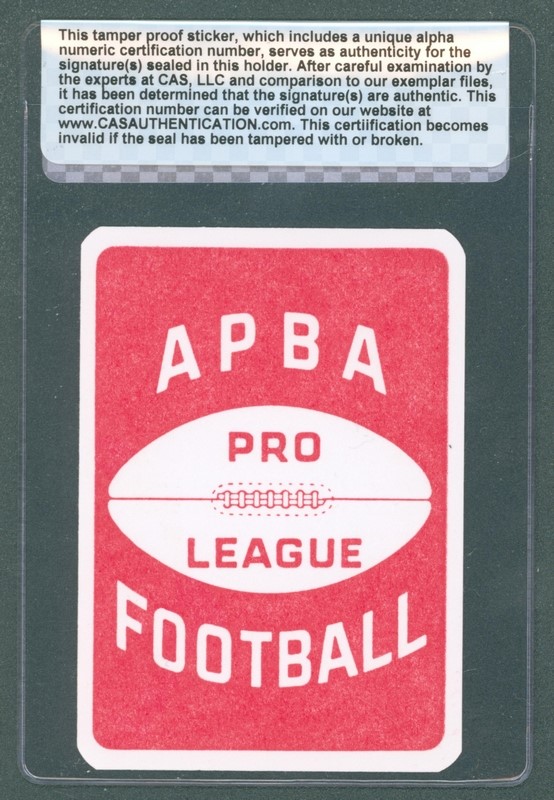 This tamper proof sticker, which includes a unique alpha
numeric certification number, serves as authenticity for the
signature(s) sealed in this holder. After careful examination by
the experts at CAS, LLC and comparison to our exemplar files,
it has been determined that the signature(s) are authentic. This
certification number can be verified on our website at
www.CASAUTHENTICATION.com. This certiification becomes
invalid if the seal has been tampered with or broken.
APBA
PRO
LEAGUE
FOOTBALL